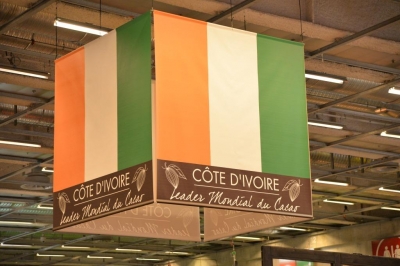 CÔTE D'IVOIRE
Leader Mondial du Cacao
CÔTE D'IVOIRE
Leader Mondial du Cacao